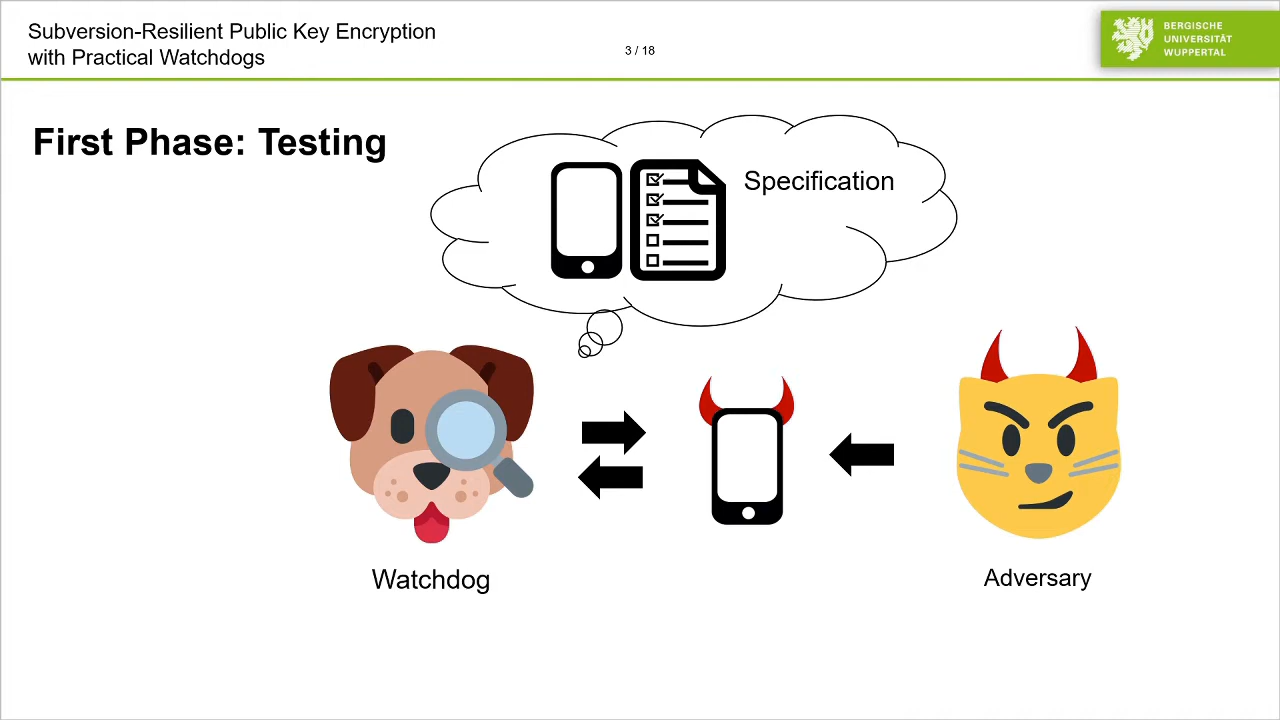 Subversion-Resilient Public Key Encryption
with Practical Watchdogs
3 / 18
BERGISCHE
UNIVERSITÄT
WUPPERTAL
First Phase: Testing
Specification
Watchdog
Adversary